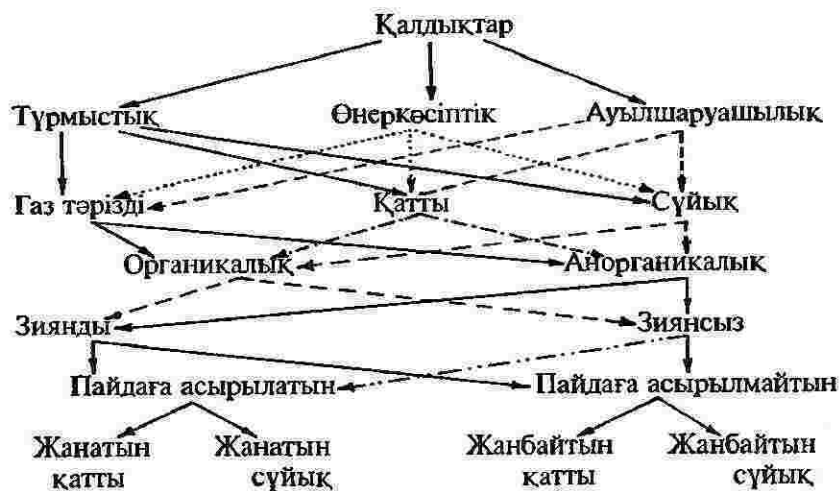 Қалдықтар
Тұрмыстық Өнеркәсіптік Ауылшаруашылық
Газ тәрізді Қатты Сұйық
Органикалық Анорганикалық
Зиянды Зиянсыз
Пайдаға асырылатын Пайдаға асырылмайтын
Жанатын Жанатын Жанбайтын Жанбайтын
қатты сұйық қатты сұйық